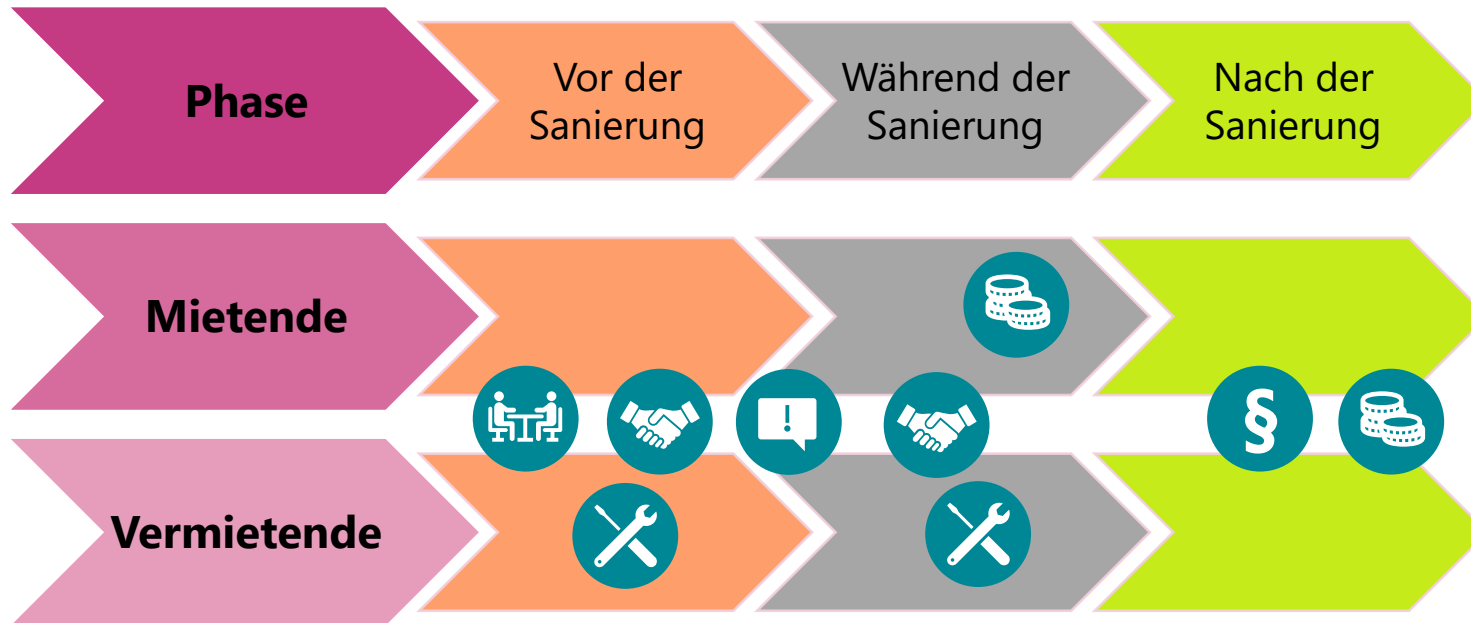 Phase
Vor der
Sanierung
Während der
Sanierung
Nach der
Sanierung
Mietende
!
§
Vermietende